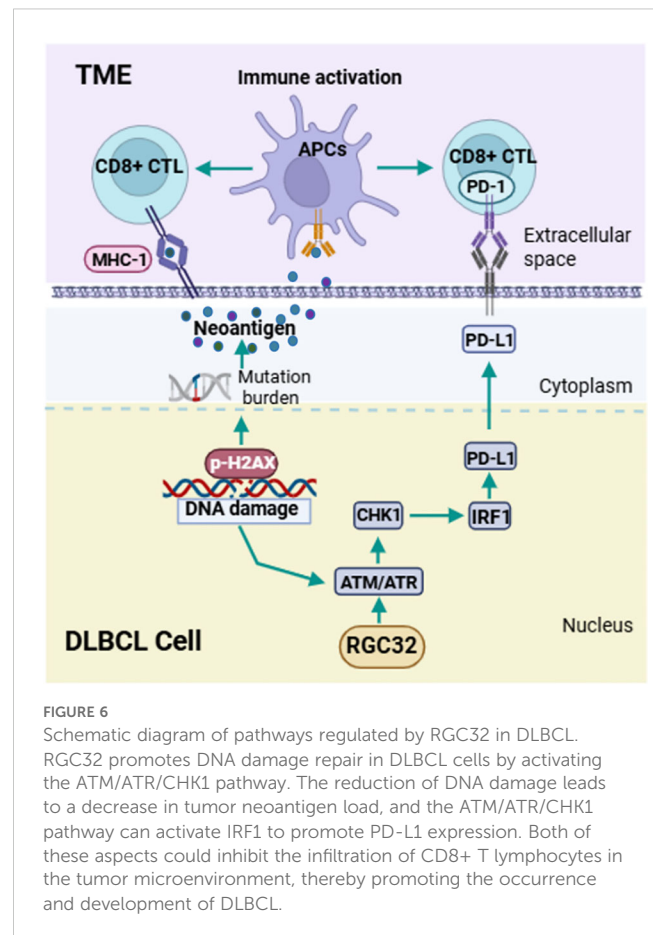 TME
Immune activation
APCs
CD8+ CTL
CD8+ CTL
PD-1
MHC-1
Extracellular
space
Neoantigen
PD-L1
Mutation
burden
Cytoplasm
p-H2AX
DNA damage
PD-L1
CHK1
IRF1
ATM/ATR
RGC32
Nucleus
DLBCL Cell
FIGURE 6
Schematic diagram of pathways regulated by RGC32 in DLBCL.
RGC32 promotes DNA damage repair in DLBCL cells by activating
the ATM/ATR/CHK1 pathway. The reduction of DNA damage leads
to a decrease in tumor neoantigen load, and the ATM/ATR/CHK1
pathway can activate IRF1 to promote PD-L1 expression. Both of
these aspects could inhibit the infiltration of CD8+ T lymphocytes in
the tumor microenvironment, thereby promoting the occurrence
and development of DLBCL.